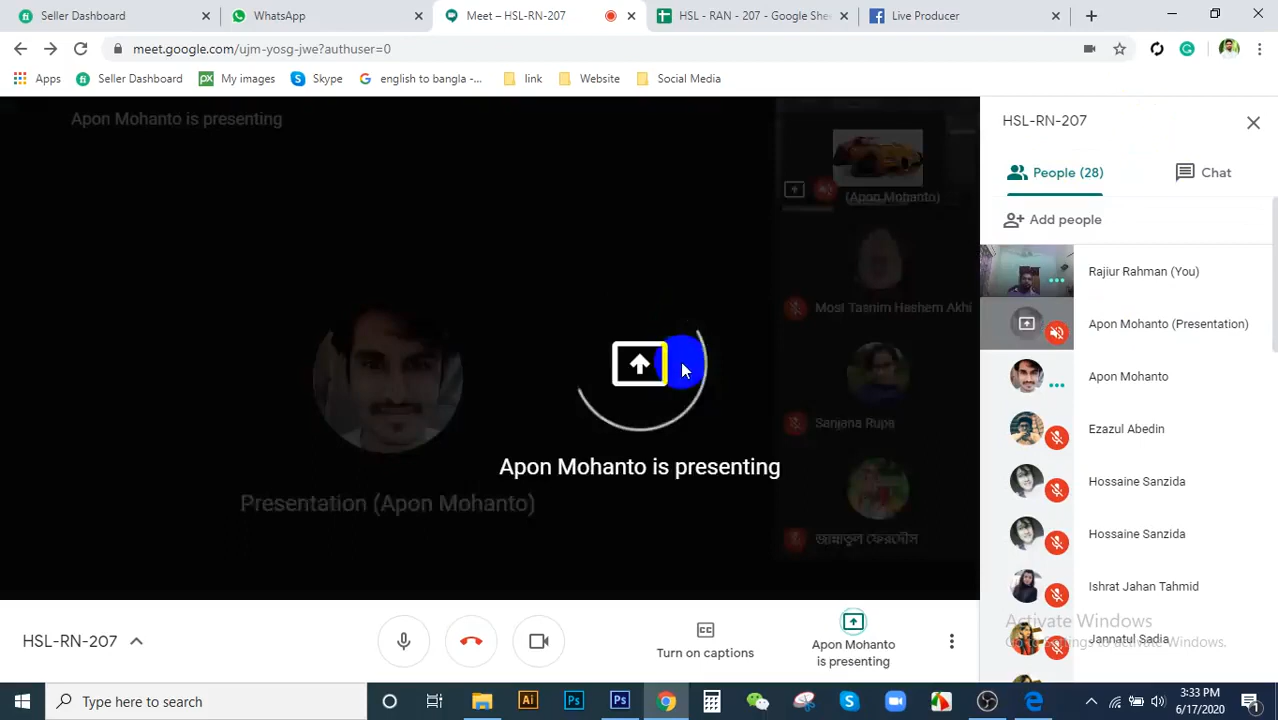 Seller Dashboard
WhatsApp
Meet – HSL-RN-207
HSL - RAN - 207 - Google She
Live Producer
meet.google.com/ujm-yosg-jwe?authuser=0
Apps
Seller Dashboard
My images
Skype
english to bangla -...
link
Website
Social Media
Apon Mohanto is presenting
(Apon Mohanto)
Most Tasnim Hashem Akhi
Sanjana Rupa
জান্নাতুল ফেরদৌস
Apon Mohanto is presenting
Presentation (Apon Mohanto)
HSL-RN-207
People (28)
Chat
Add people
Rajiur Rahman (You)
Apon Mohanto (Presentation)
Apon Mohanto
Ezazul Abedin
Hossaine Sanzida
Hossaine Sanzida
Ishrat Jahan Tahmid
Jannatul Sadia
Activate Windows
Go to Settings to activate Windows.
HSL-RN-207
Turn on captions
Apon Mohanto
is presenting
Type here to search
3:33 PM
6/17/2020